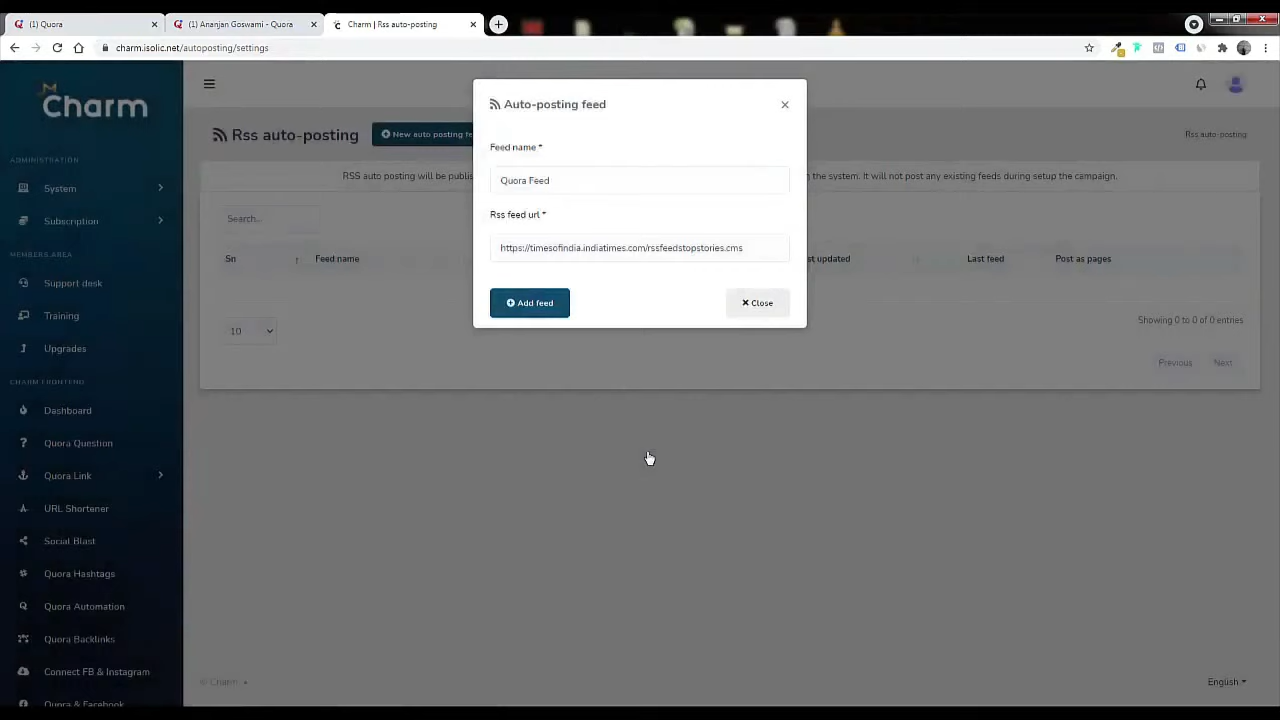 (1) Quora
(1) Ananjan Goswami - Quora
Charm | Rss auto-posting
charm.isolic.net/autoposting/settings
Charm
Auto-posting feed
Rss auto-posting
New auto posting fe
Rss auto-posting
ADMINISTRATION
System
Subscription
MEMBERS AREA
Support desk
Training
Upgrades
CHARM FRONTEND
Dashboard
Quora Question
Quora Link
URL Shortener
Social Blast
Quora Hashtags
Quora Automation
Quora Backlinks
Connect FB & Instagram
Quora & Facebook
Feed name *
Quora Feed
Rss feed url *
https://timesofindia.indiatimes.com/rssfeedstopstories.cms
Add feed
Close
RSS auto posting will be publis
the system. It will not post any existing feeds during setup the campaign.
Search...
Sn
Feed name
st updated
Last feed
Post as pages
10
Showing 0 to 0 of 0 entries
Previous
Next
© Charm
English